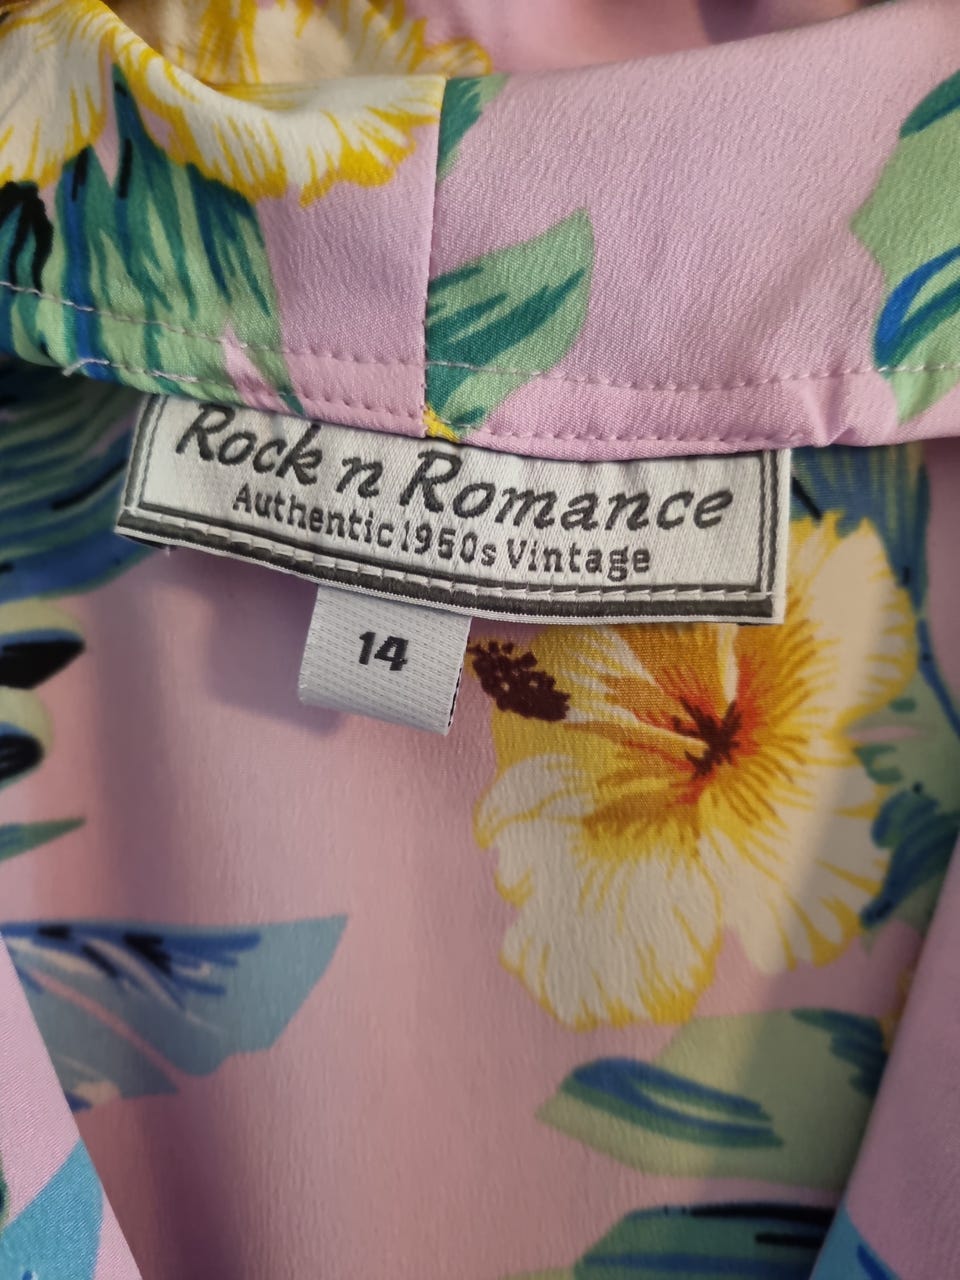 Rock n Romance
Authentic 1950s Vintage
14